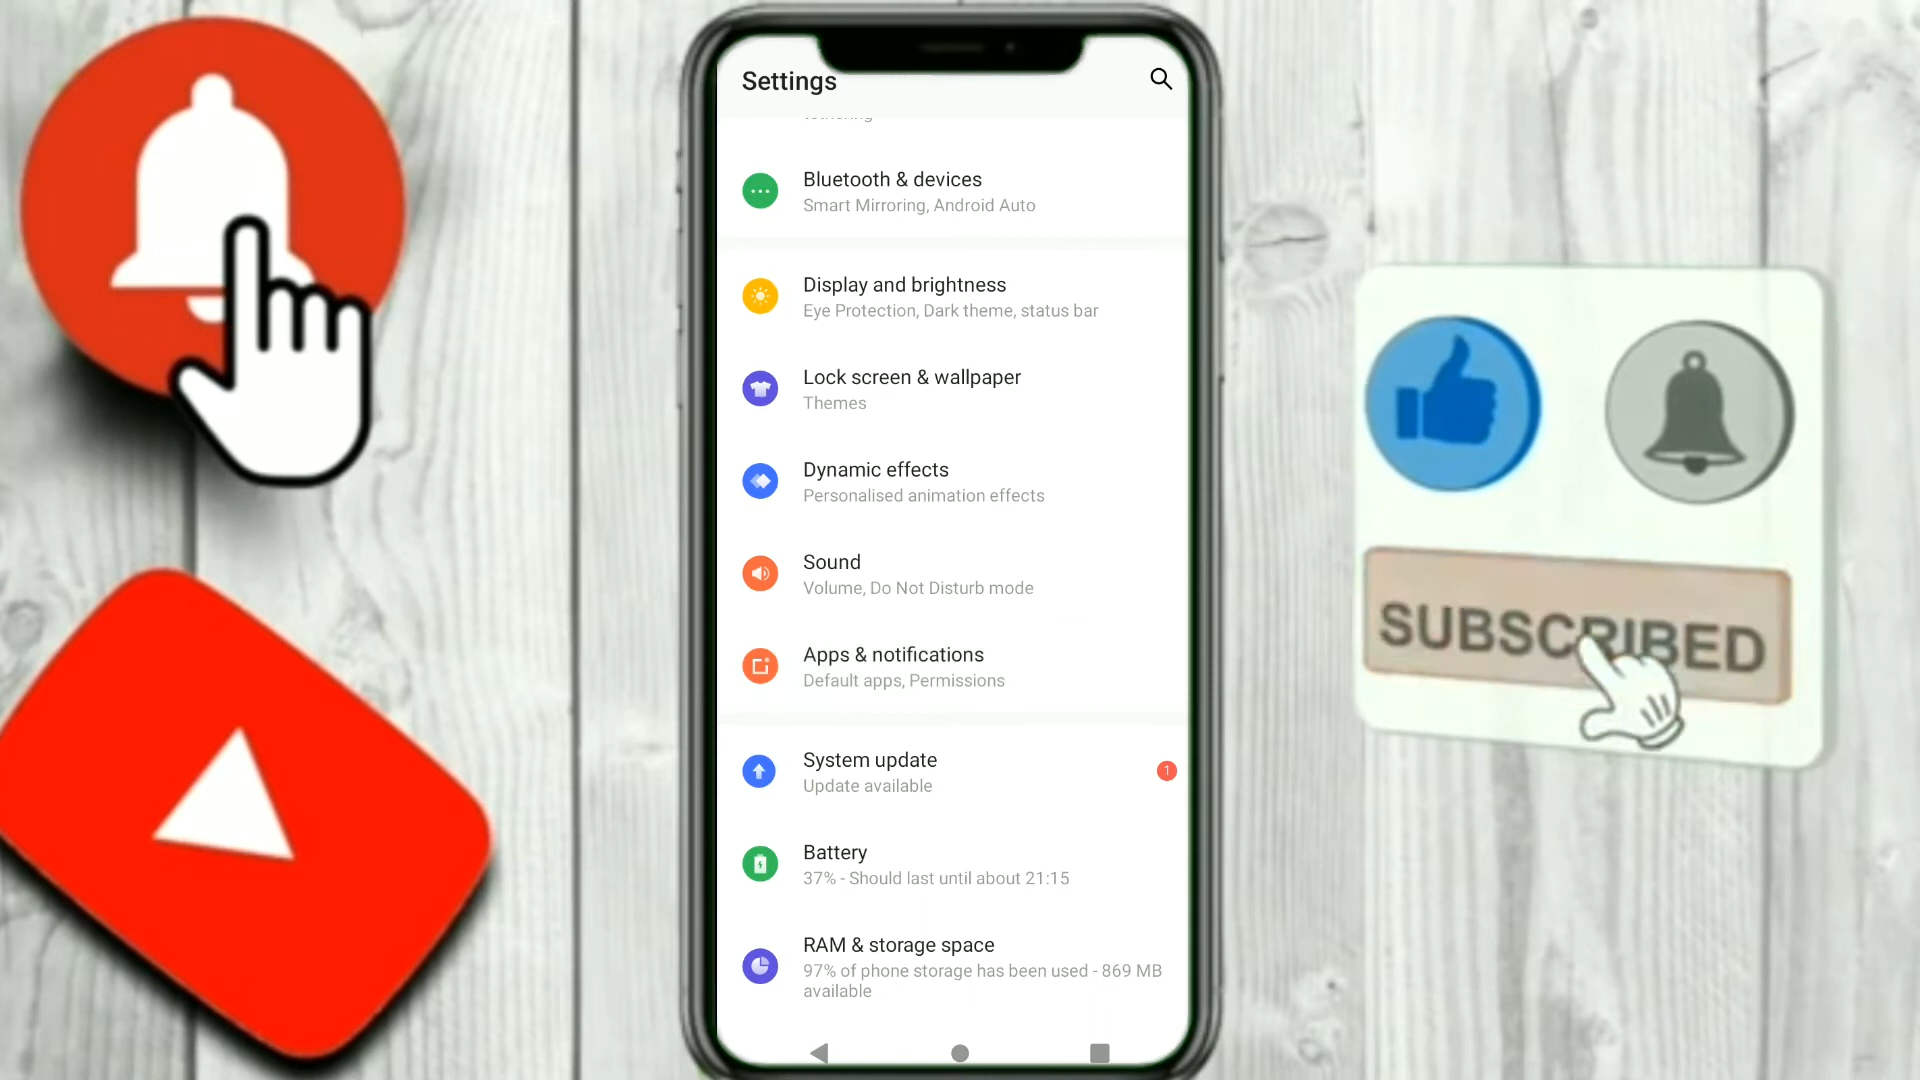 Settings
tethering
Bluetooth & devices
Smart Mirroring, Android Auto
Display and brightness
Eye Protection, Dark theme, status bar
Lock screen & wallpaper
Themes
Dynamic effects
Personalised animation effects
Sound
Volume, Do Not Disturb mode
Apps & notifications
Default apps, Permissions
System update
Update available
1
Battery
37% - Should last until about 21:15
RAM & storage space
97% of phone storage has been used - 869 MB
available
SUBSCRIBED